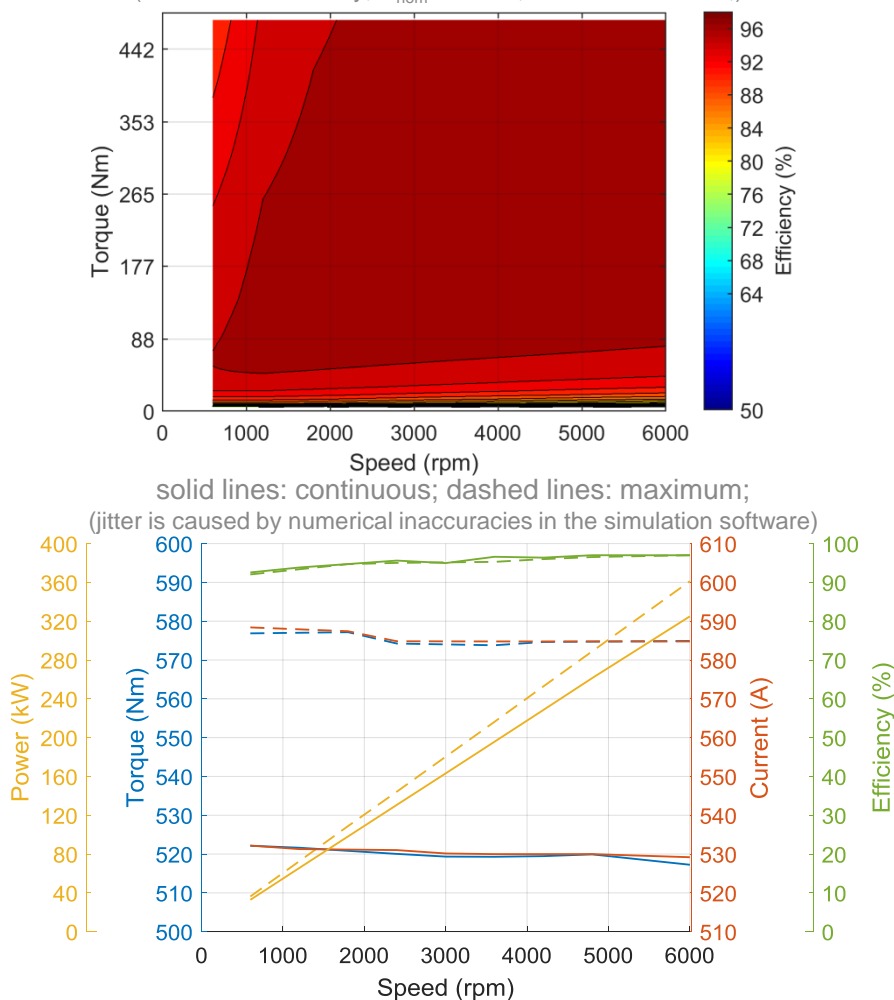 442
353
265
177
88
0
Torque (Nm)
0 1000 2000 3000 4000 5000 6000
Speed (rpm)
96
92
88
84
80
76
72
68
64
50
Efficiency (%)
solid lines: continuous; dashed lines: maximum;
(jitter is caused by numerical inaccuracies in the simulation software)
400 600 610 100
360 590 600 90
320 580 590 80
280 570 580 70
240 560 570 60
200 550 560 50
160 540 550 40
120 530 540 30
80 520 530 20
40 510 520 10
0 500 510 0
Power (kW)
Torque (Nm)
Current (A)
Efficiency (%)
0 1000 2000 3000 4000 5000 6000
Speed (rpm)